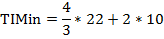 TIMin = 4/3 * 22 + 2 * 10